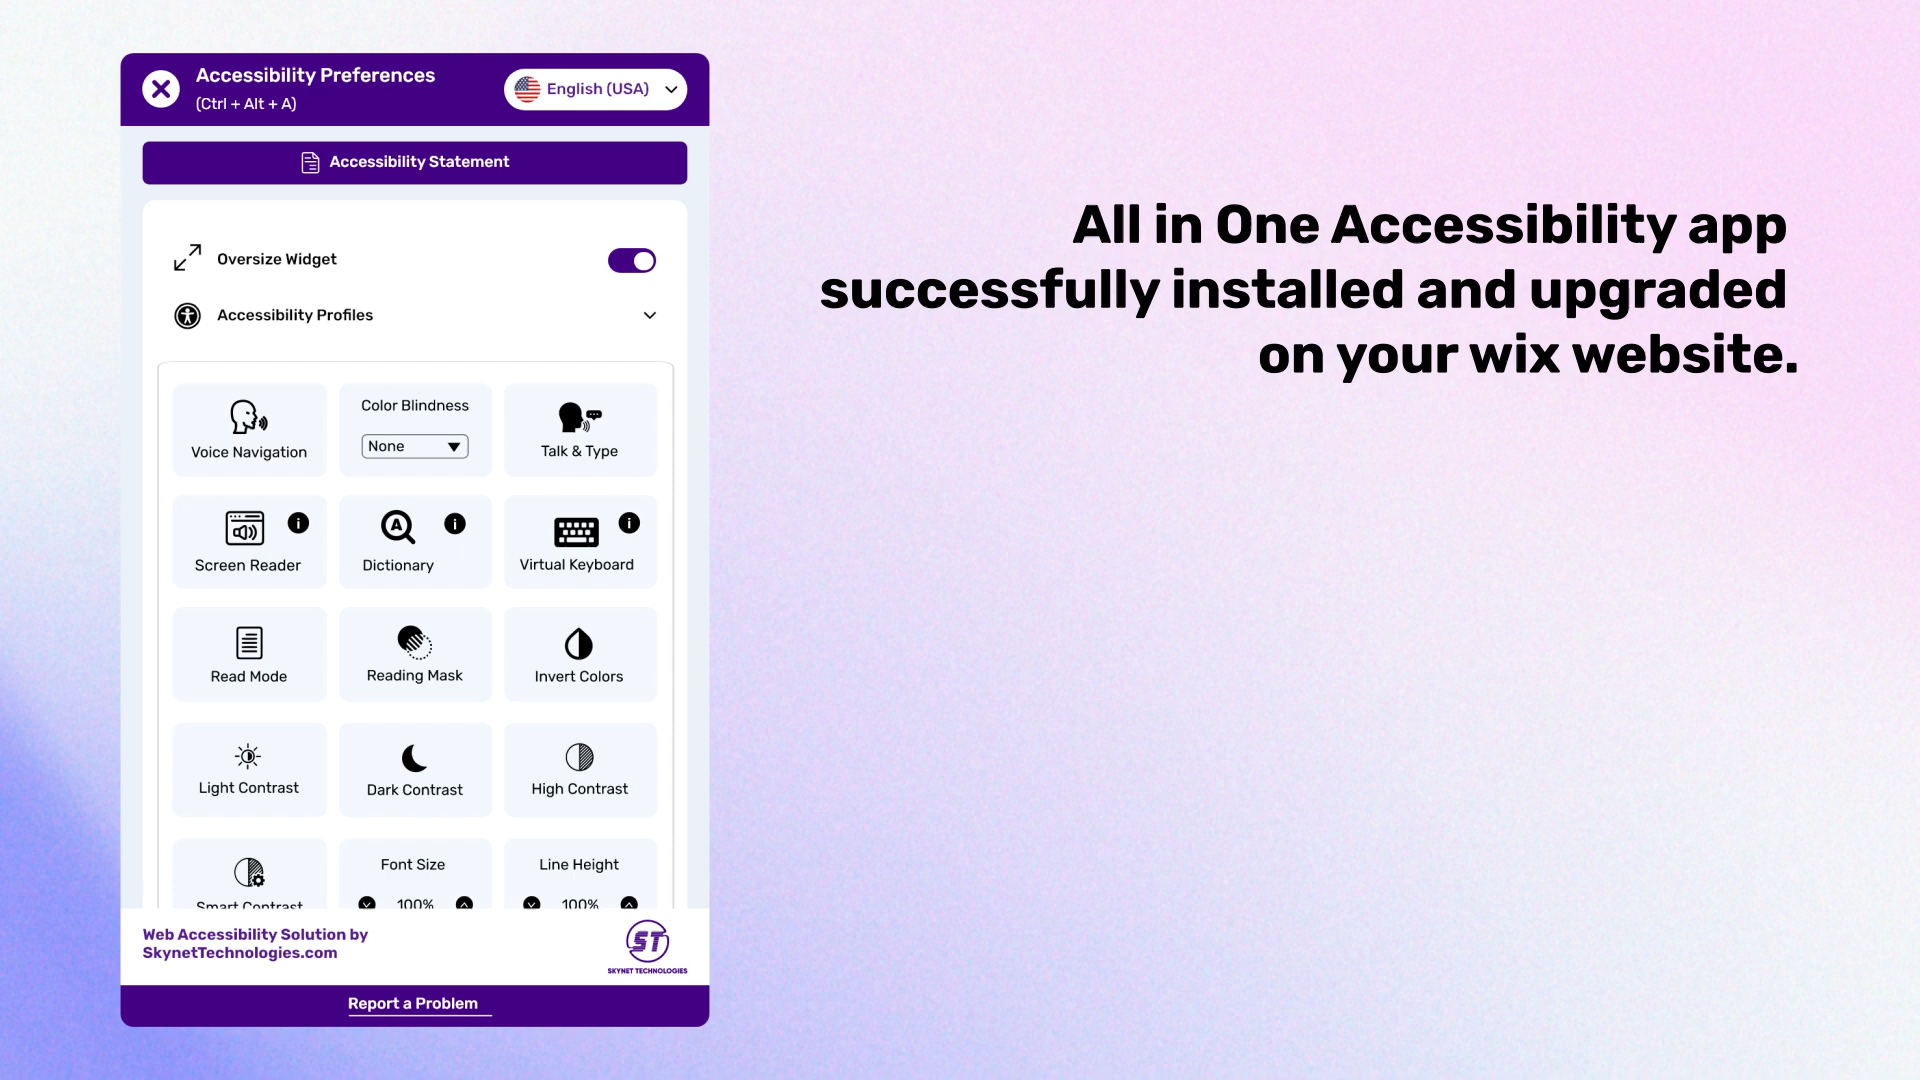 Accessibility Preferences
(Ctrl + Alt + A)
English (USA)
Accessibility Statement
Oversize Widget
Accessibility Profiles
Voice Navigation
Color Blindness
None
Talk & Type
Screen Reader
i
Dictionary
i
Virtual Keyboard
i
Read Mode
Reading Mask
Invert Colors
Light Contrast
Dark Contrast
High Contrast
Smart Contrast
Font Size
100%
Line Height
100%
Web Accessibility Solution by
SkynetTechnologies.com
ST
SKYNET TECHNOLOGIES
Report a Problem
All in One Accessibility app
successfully installed and upgraded
on your wix website.